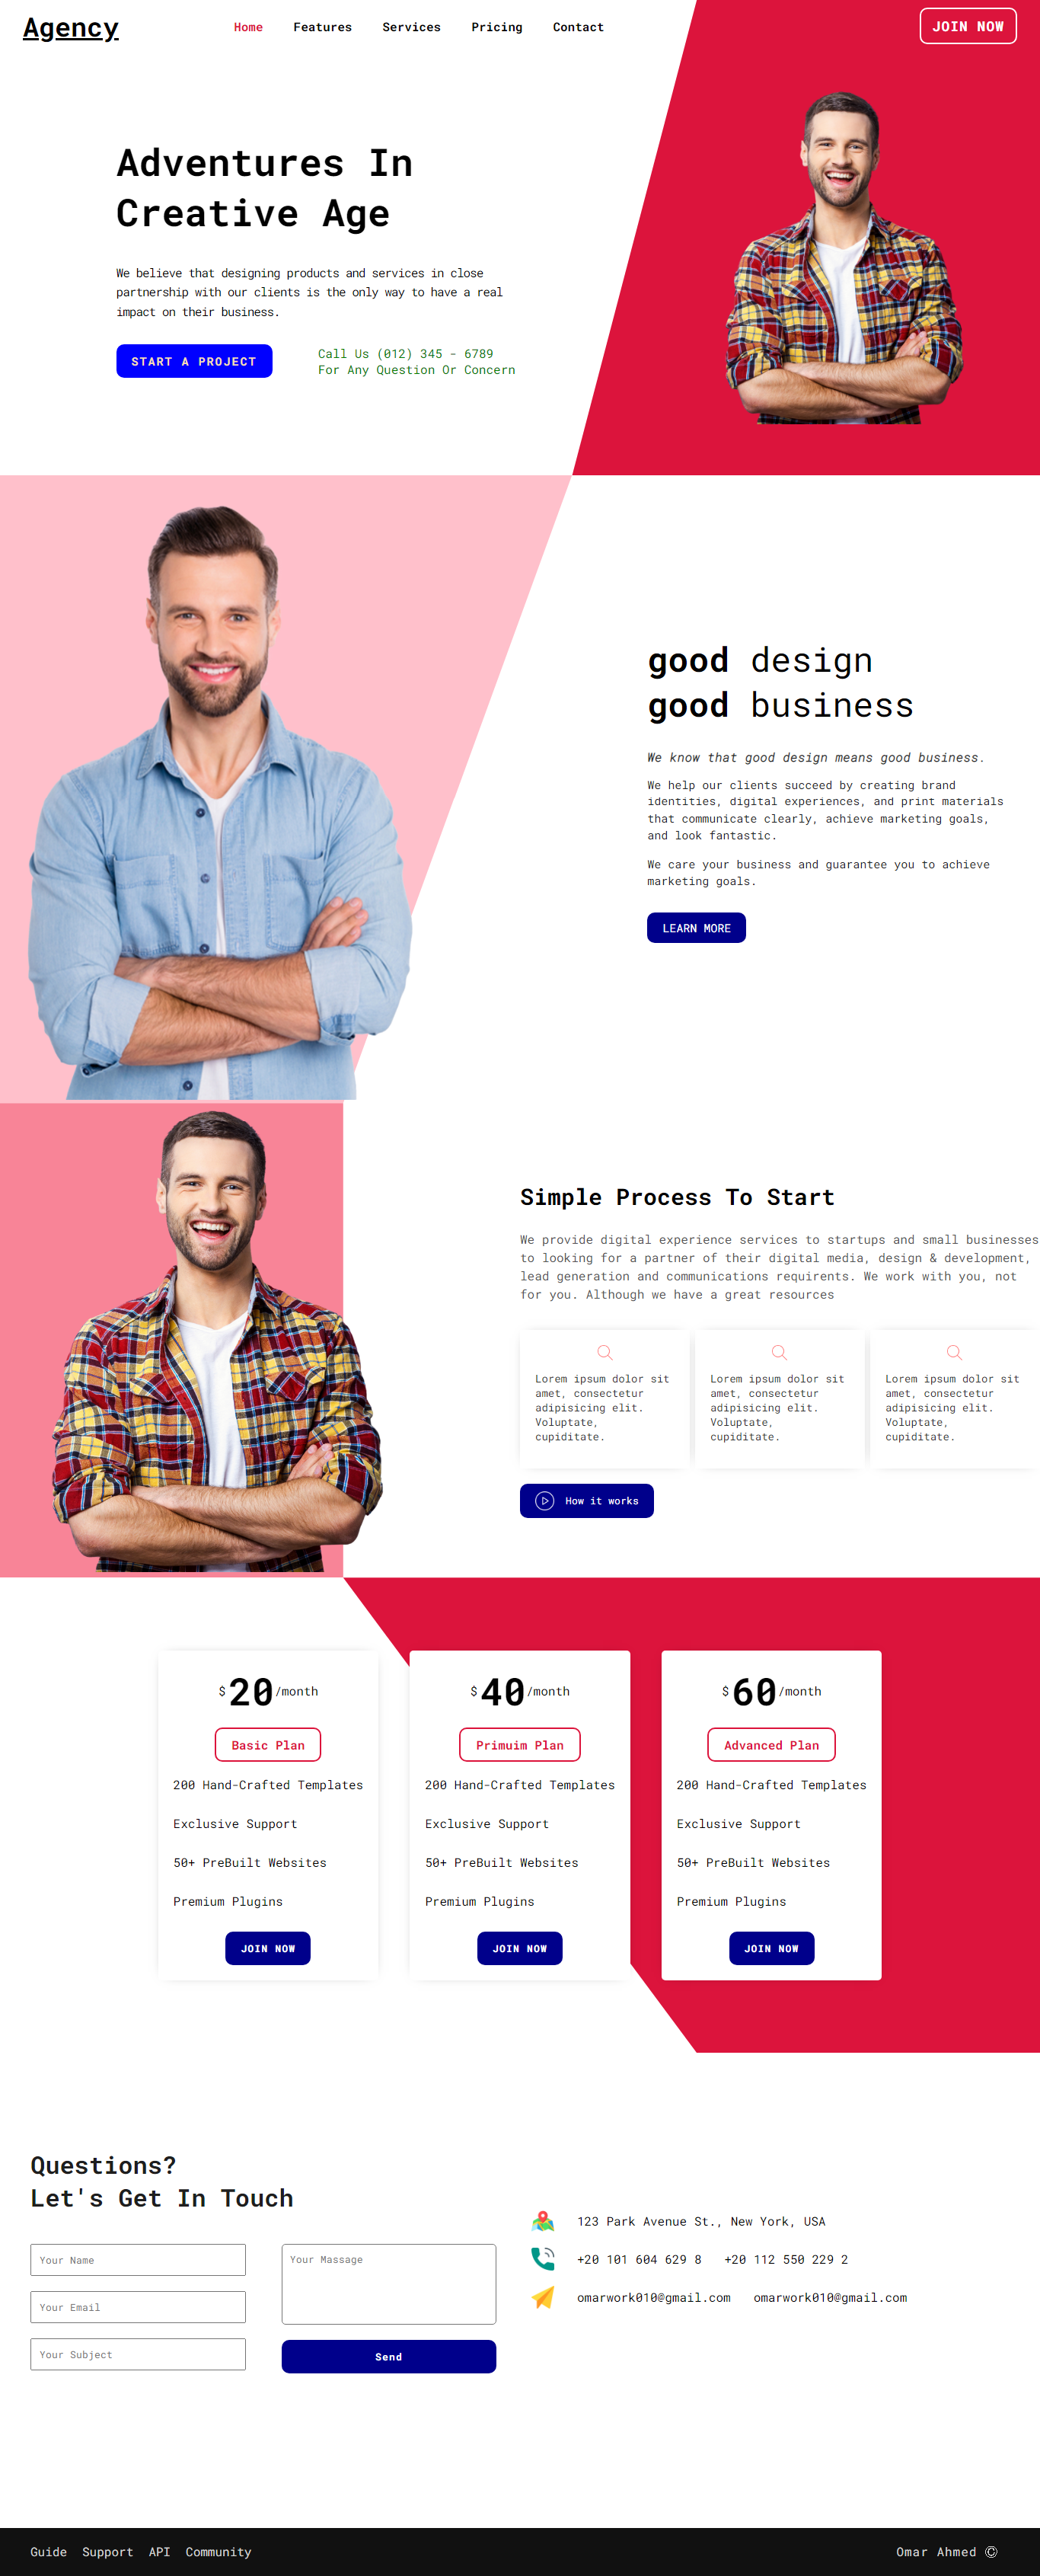 Agency
Home Features Services Pricing Contact
JOIN NOW
Adventures In
Creative Age
We believe that designing products and services in close
partnership with our clients is the only way to have a real
impact on their business.
START A PROJECT
Call Us (012) 345 - 6789
For Any Question Or Concern
good design
good business
We know that good design means good business.
We help our clients succeed by creating brand
identities, digital experiences, and print materials
that communicate clearly, achieve marketing goals,
and look fantastic.
We care your business and guarantee you to achieve
marketing goals.
LEARN MORE
Simple Process To Start
We provide digital experience services to startups and small businesses
to looking for a partner of their digital media, design & development,
lead generation and communications requirents. We work with you, not
for you. Although we have a great resources
Lorem ipsum dolor sit
amet, consectetur
adipisicing elit.
Voluptate,
cupiditate.
Lorem ipsum dolor sit
amet, consectetur
adipisicing elit.
Voluptate,
cupiditate.
Lorem ipsum dolor sit
amet, consectetur
adipisicing elit.
Voluptate,
cupiditate.
How it works
$20/month
Basic Plan
200 Hand-Crafted Templates
Exclusive Support
50+ PreBuilt Websites
Premium Plugins
JOIN NOW
$40/month
Primuim Plan
200 Hand-Crafted Templates
Exclusive Support
50+ PreBuilt Websites
Premium Plugins
JOIN NOW
$60/month
Advanced Plan
200 Hand-Crafted Templates
Exclusive Support
50+ PreBuilt Websites
Premium Plugins
JOIN NOW
Questions?
Let's Get In Touch
Your Name
Your Email
Your Subject
Your Massage
Send
123 Park Avenue St., New York, USA
+20 101 604 629 8 +20 112 550 229 2
omarwork010@gmail.com omarwork010@gmail.com
Guide Support API Community
Omar Ahmed ©